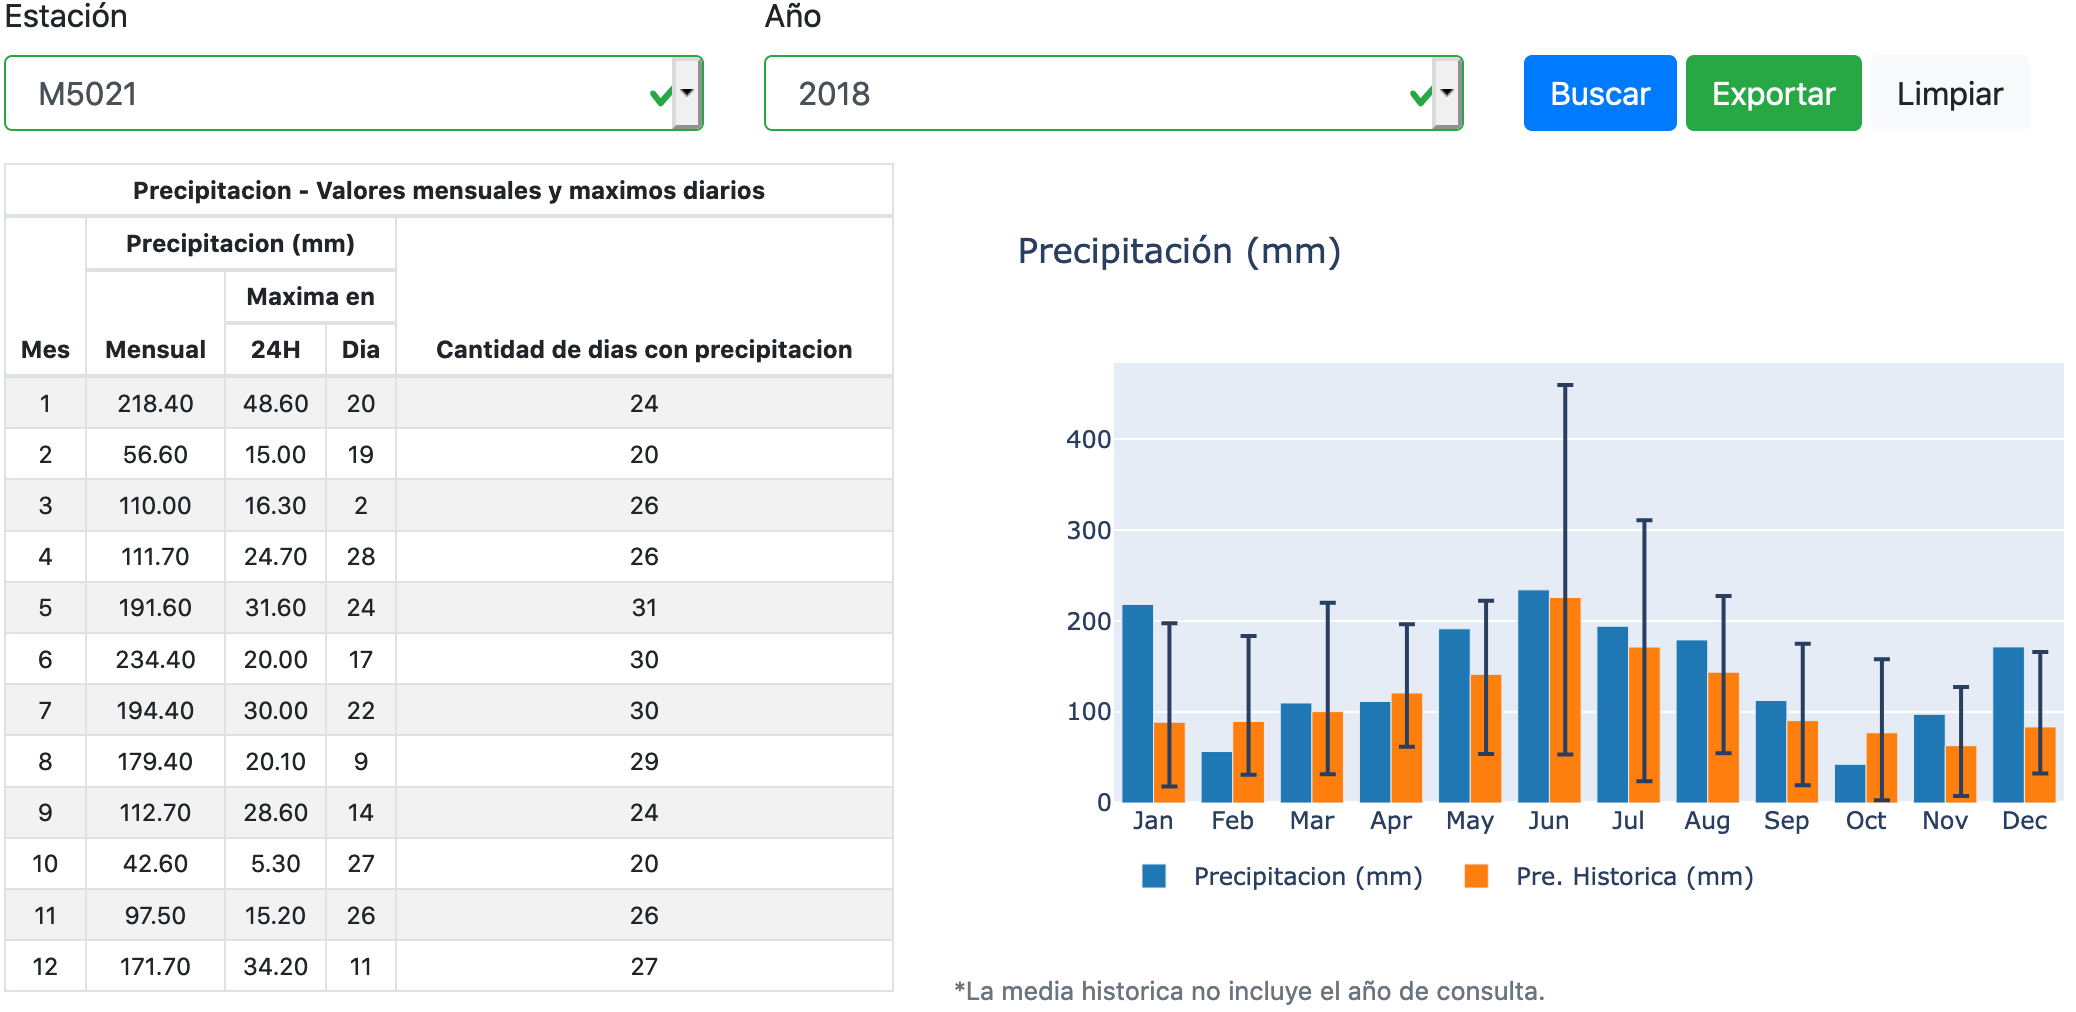 Estación
Año
M5021
2018
Buscar
Exportar
Limpiar
Precipitacion - Valores mensuales y maximos diarios
Precipitacion (mm)
Maxima en
Mes Mensual 24H Dia Cantidad de dias con precipitacion
1 218.40 48.60 20 24
2 56.60 15.00 19 20
3 110.00 16.30 2 26
4 111.70 24.70 28 26
5 191.60 31.60 24 31
6 234.40 20.00 17 30
7 194.40 30.00 22 30
8 179.40 20.10 9 29
9 112.70 28.60 14 24
10 42.60 5.30 27 20
11 97.50 15.20 26 26
12 171.70 34.20 11 27
Precipitación (mm)
400
300
200
100
0
Jan Feb Mar Apr May Jun Jul Aug Sep Oct Nov Dec
Precipitacion (mm) Pre. Historica (mm)
*La media historica no incluye el año de consulta.